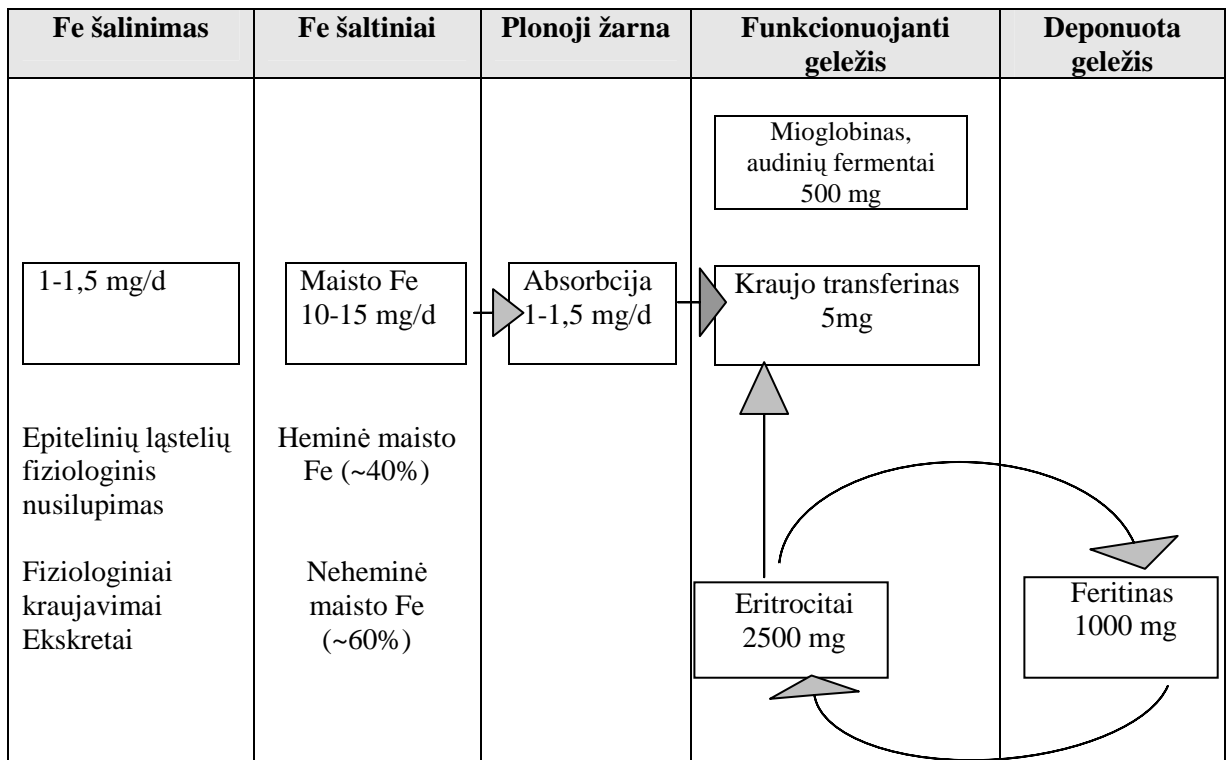 Fe šalinimas
Fe šaltiniai
Plonoji žarna
Funkcionuojanti
geležis
Deponuota
geležis
Mioglobinas,
audinių fermentai
500 mg
1-1,5 mg/d
Maisto Fe
10-15 mg/d
Absorbcija
1-1,5 mg/d
Kraujo transferinas
5mg
Epitelinių ląstelių
fiziologinis
nusilupimas
Heminė maisto
Fe (~40%)
Fiziologiniai
kraujavimai
Ekskretai
Neheminė
maisto Fe
(~60%)
Eritrocitai
2500 mg
Feritinas
1000 mg